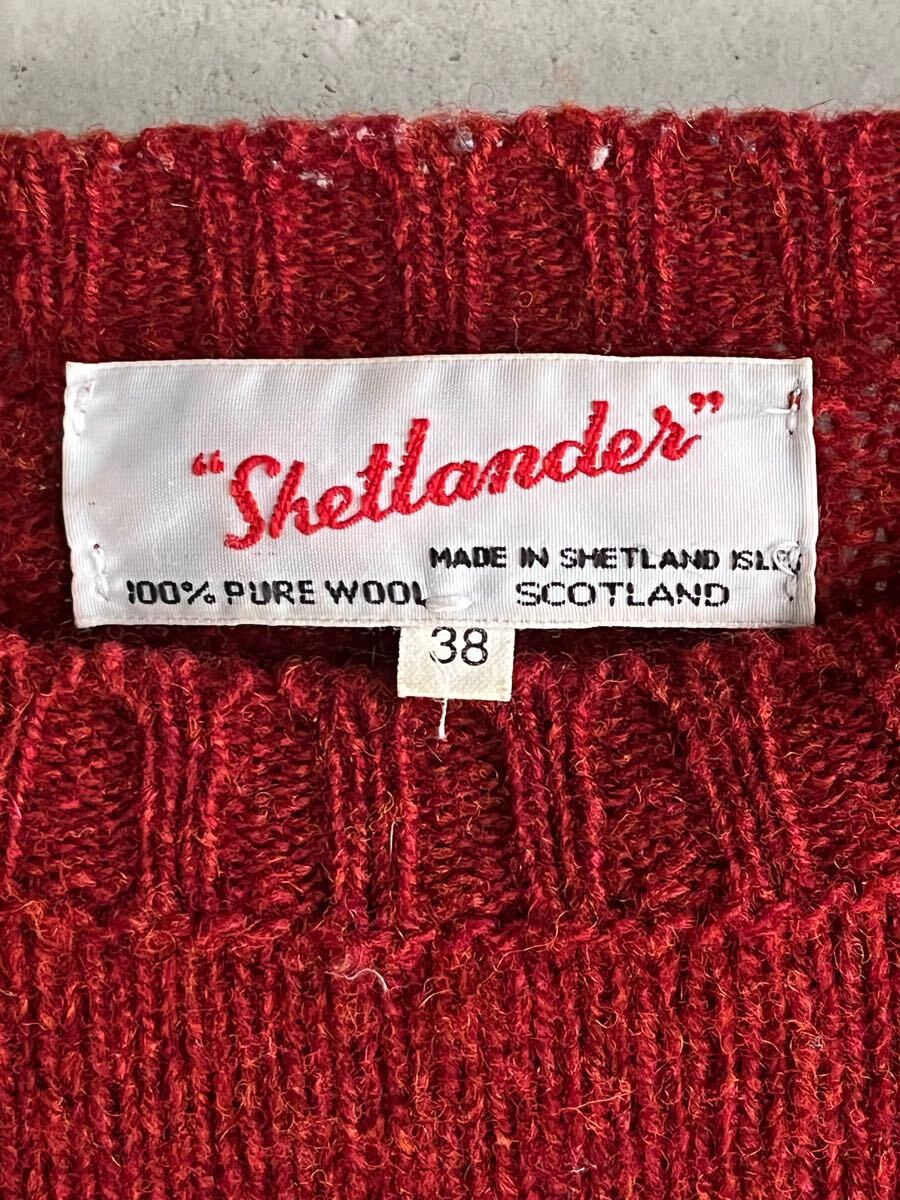 “Shetlander”
MADE IN SHETLAND ISL
100% PURE WOOL
SCOTLAND
38